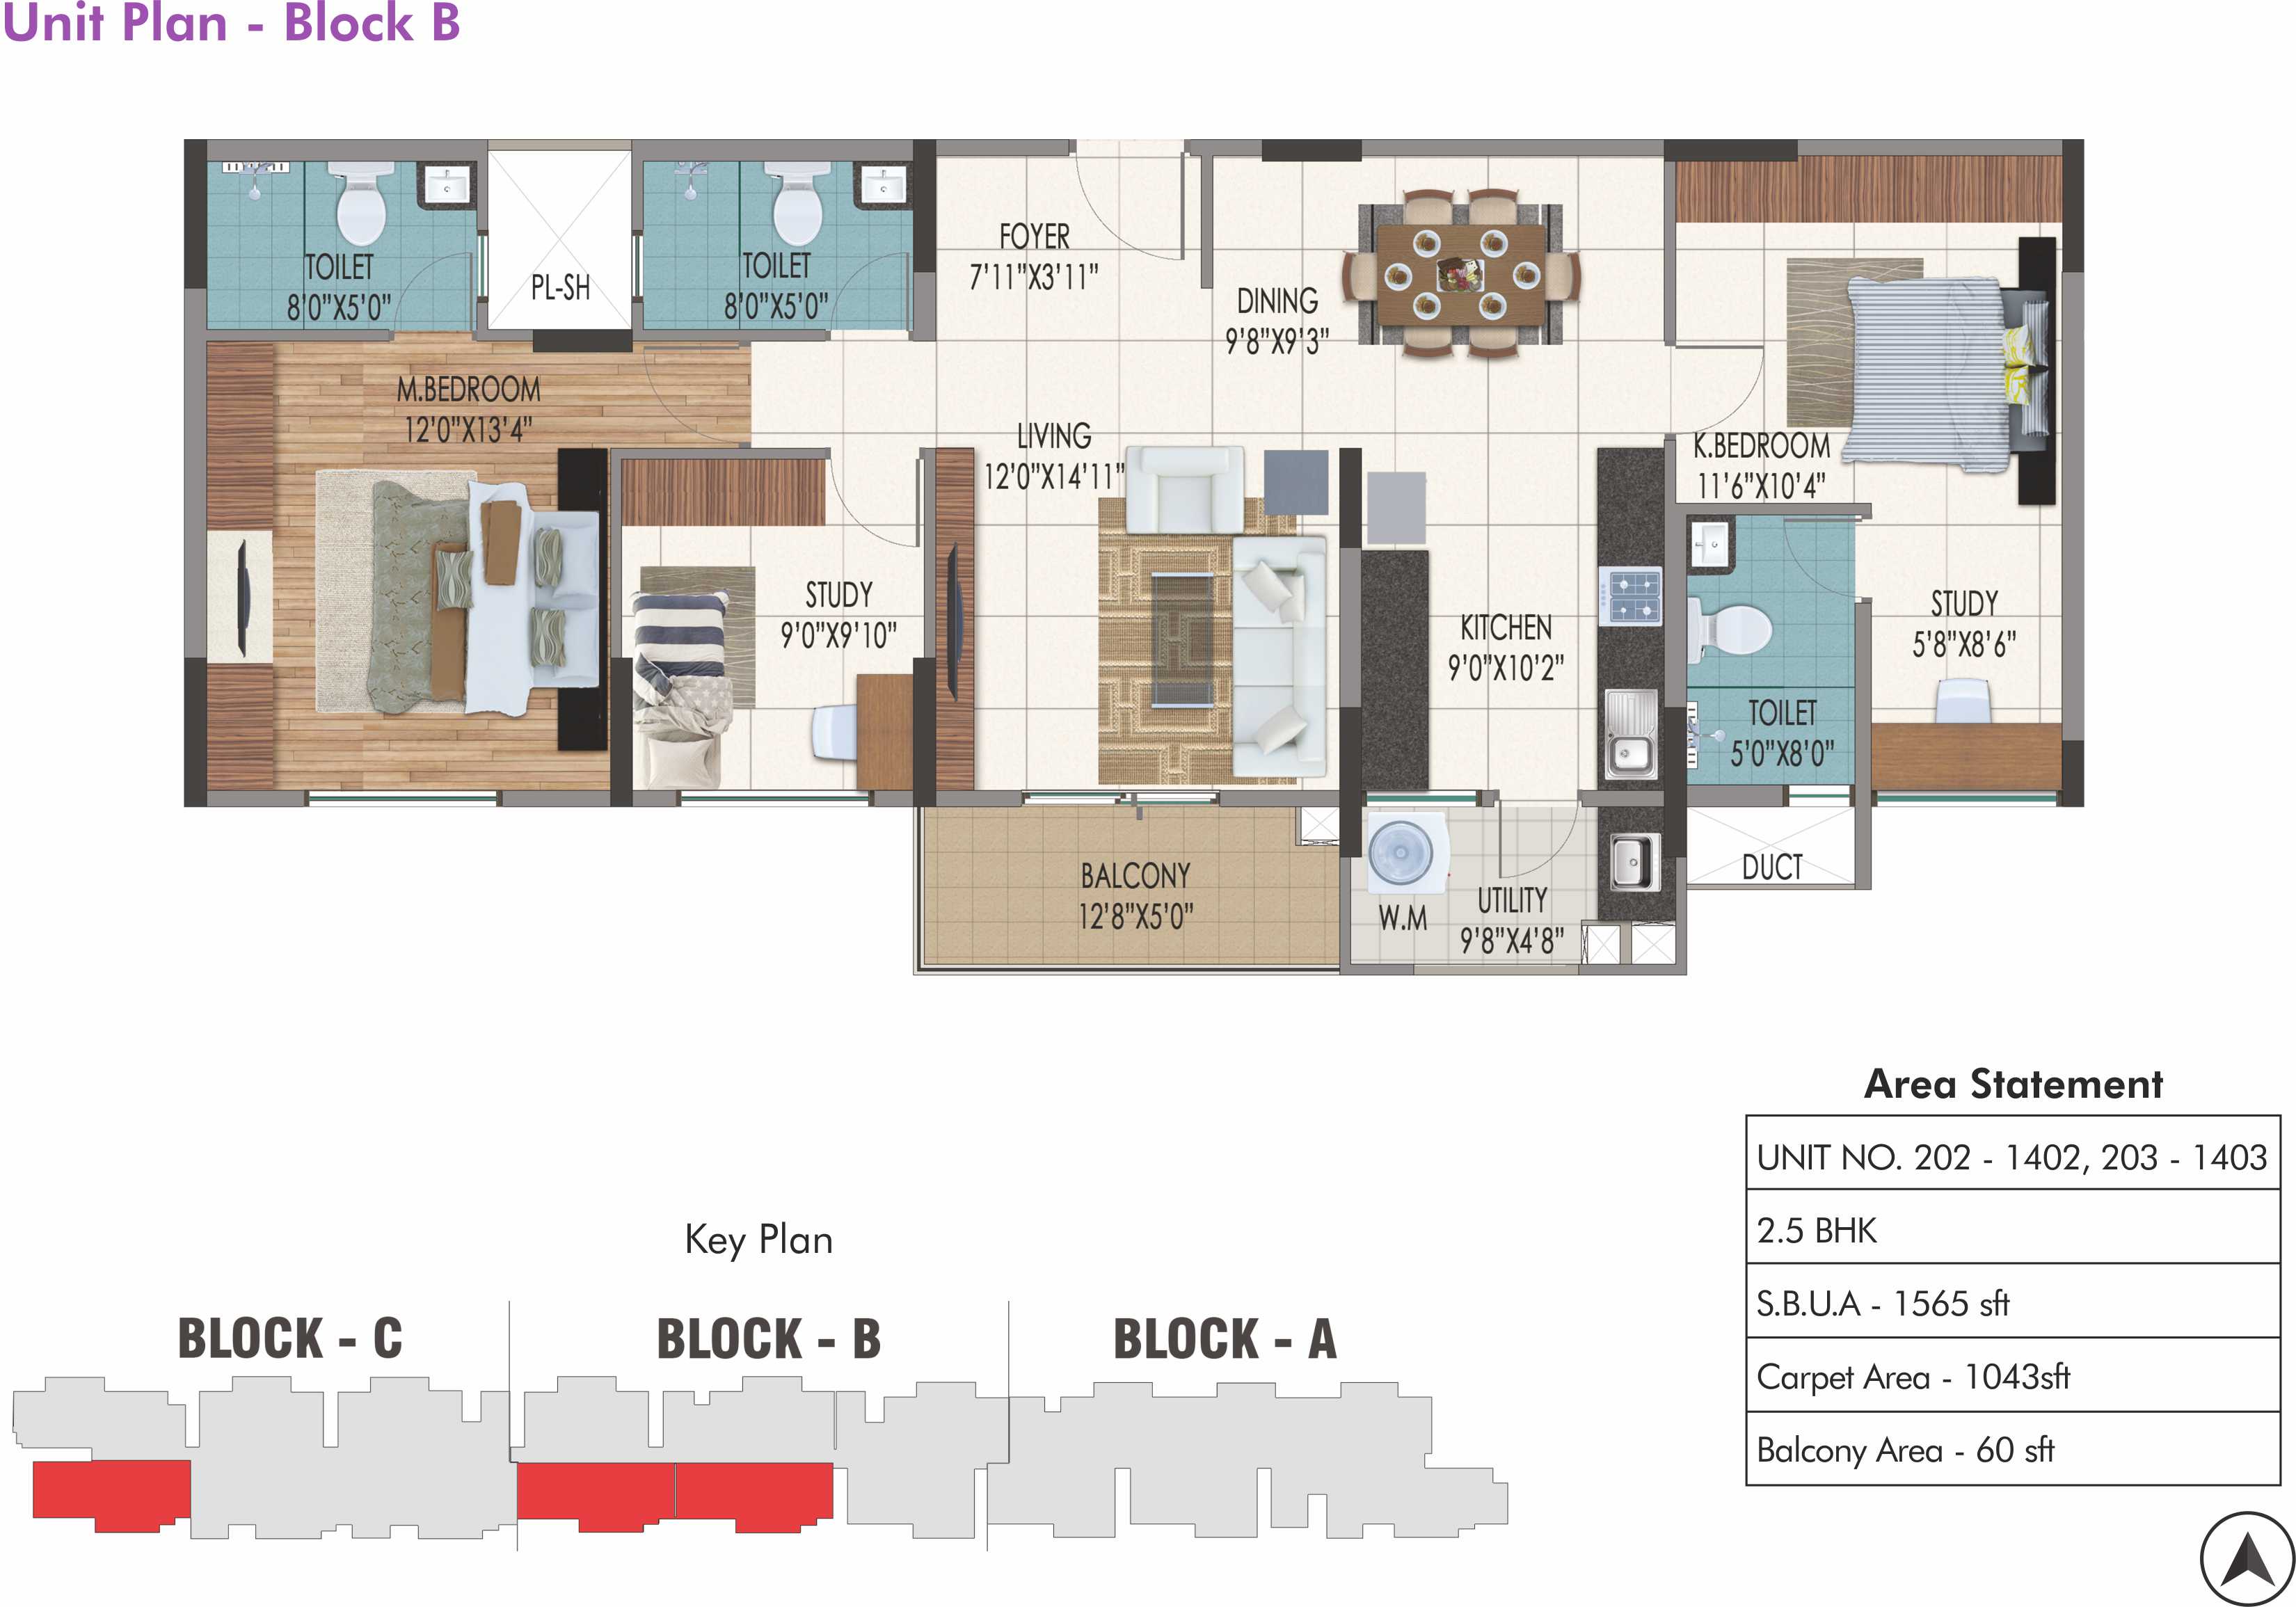 Unit Plan - Block B
TOILET
8'0"X5'0"
PL-SH
TOILET
8'0"X5'0"
FOYER
7'11"X3'11"
DINING
9'8"X9'3"
M.BEDROOM
12'0"X13'4"
LIVING
12'0"X14'11"
K.BEDROOM
11'6"X10'4"
STUDY
9'0"X9'10"
KITCHEN
9'0"X10'2"
STUDY
5'8"X8'6"
TOILET
5'0"X8'0"
BALCONY
12'8"X5'0"
W.M
UTILITY
9'8"X4'8"
DUCT
Area Statement
UNIT NO. 202 - 1402, 203 - 1403
2.5 BHK
S.B.U.A - 1565 sft
Carpet Area - 1043sft
Balcony Area - 60 sft
Key Plan
BLOCK - C
BLOCK - B
BLOCK - A